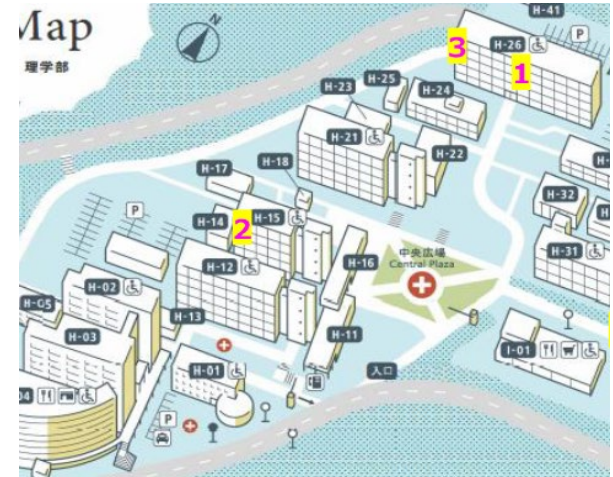 Map
理学部
N
H-41
P
3
H-26
1
H-25
H-24
H-23
H-21
H-22
H-18
H-17
H-32
P
H-14
2
H-15
H-31
中央広場
Central Plaza
H-12
H-16
H-02
H-05
H-13
H-03
H-11
I-01
H-01
入口
04
P